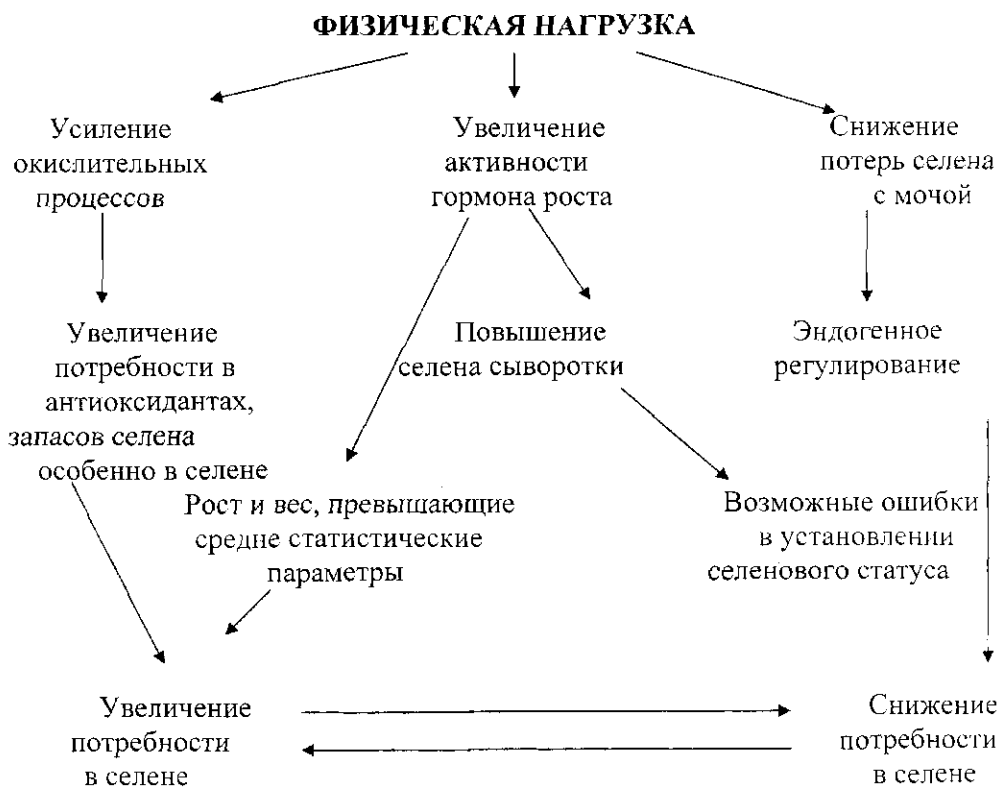 ФИЗИЧЕСКАЯ НАГРУЗКА
Усиление
окислительных
процессов
Увеличение
активности
гормона роста
Снижение
потерь селена
с мочой
Увеличение
потребности в
антиоксидантах,
запасов селена
особенно в селене
Повышение
селена сыворотки
Эндогенное
регулирование
Рост и вес, превышающие
средне статистические
параметры
Возможные ошибки
в установлении
селенового статуса
Увеличение
потребности
в селене
Снижение
потребности
в селене